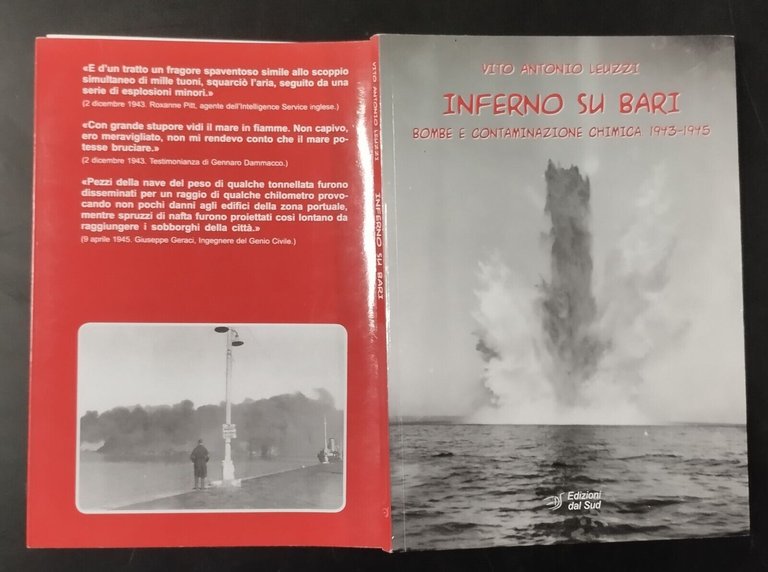 «E d'un tratto un fragore spaventoso simile allo scoppio
simultaneo di mille tuoni, squarciò l'aria, seguito da una
serie di esplosioni minori.»
(2 dicembre 1943. Roxanne Pitt, agente dell'Intelligence Service inglese.)
«Con grande stupore vidi il mare in fiamme. Non capivo,
ero meravigliato, non mi rendevo conto che il mare po-
tesse bruciare.»
(2 dicembre 1943. Testimonianza di Gennaro Dammacco.)
«Pezzi della nave del peso di qualche tonnellata furono
disseminati per un raggio di qualche chilometro provo-
cando non pochi danni agli edifici della zona portuale,
mentre spruzzi di nafta furono proiettati così lontano da
raggiungere i sobborghi della città.»
(9 aprile 1945. Giuseppe Geraci, Ingegnere del Genio Civile.)
VITO ANTONIO LEUZZI
INFERNO SU BARI
VITO ANTONIO LEUZZI
INFERNO SU BARI
BOMBE E CONTAMINAZIONE CHIMICA 1943-1945
Edizioni
dal Sud